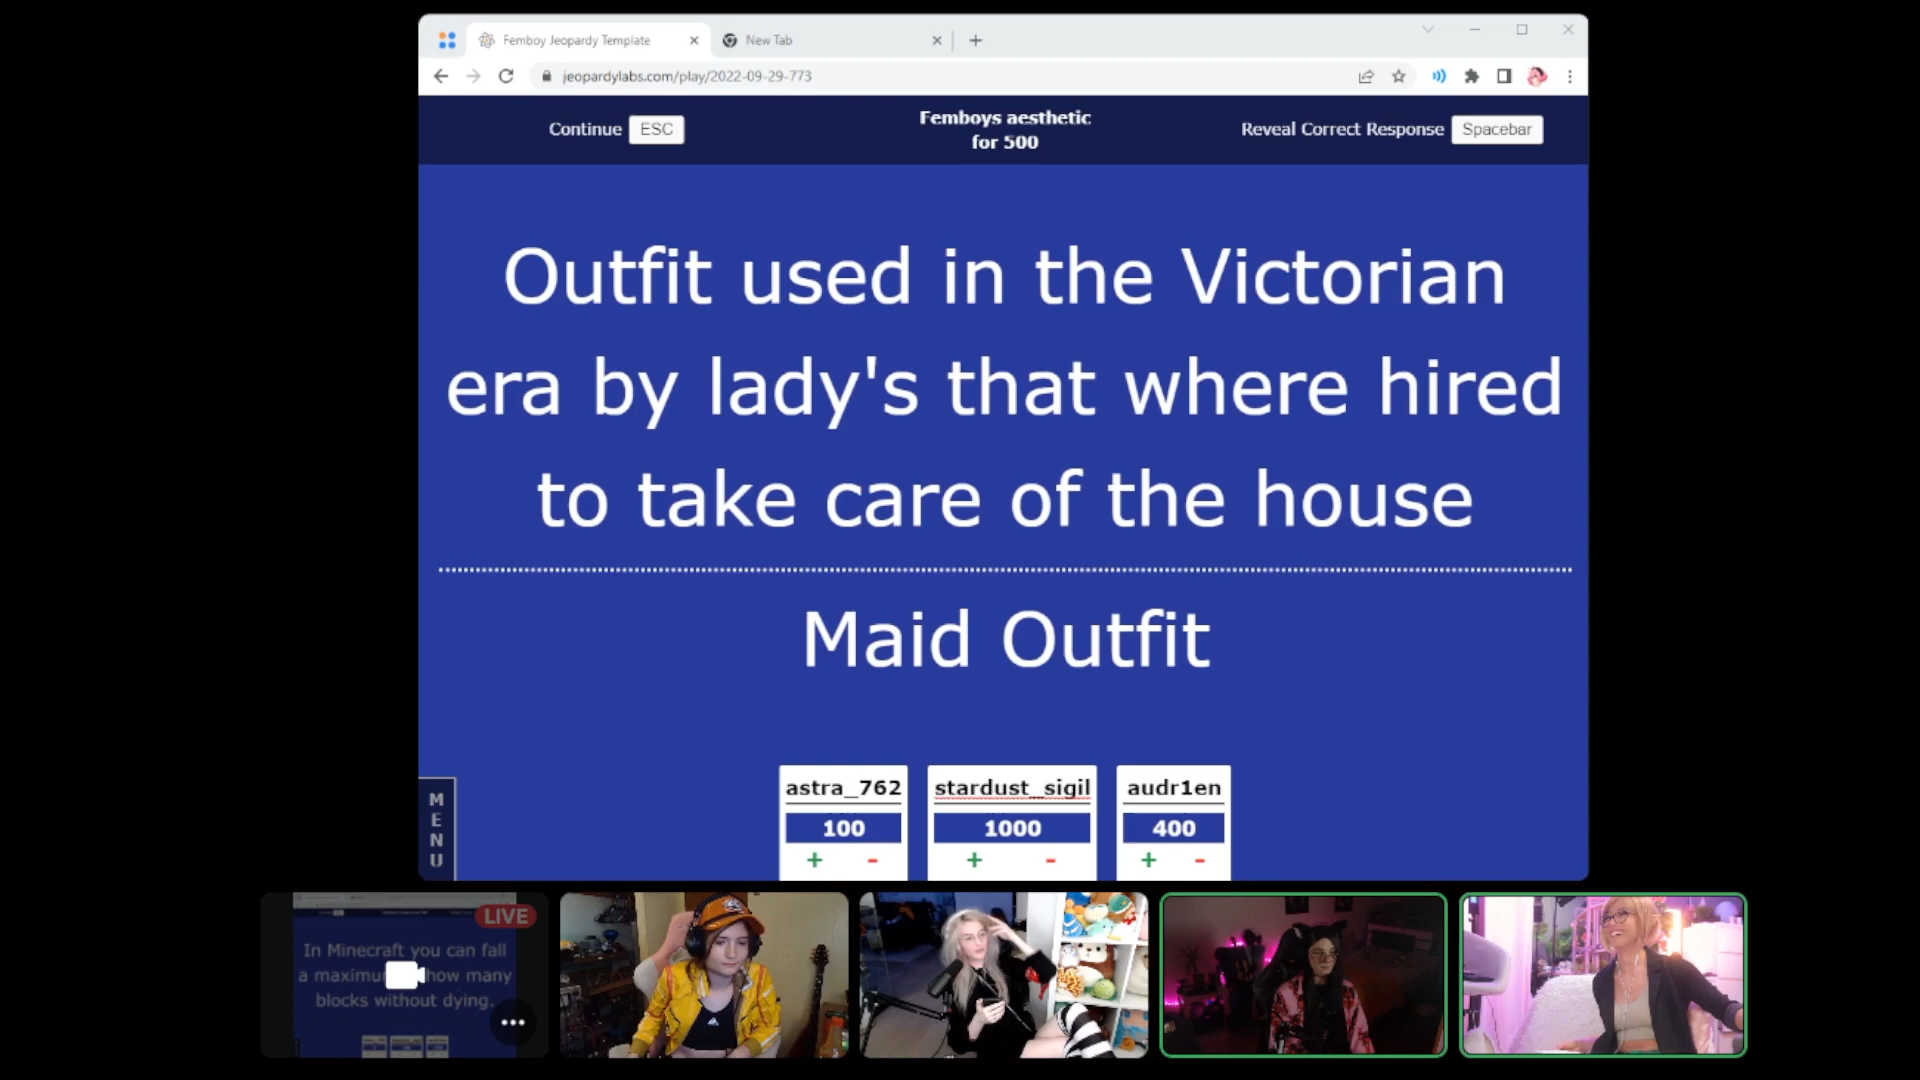 Femboy Jeopardy Template
New Tab
jeopardylabs.com/play/2022-09-29-773
Continue ESC
Femboys aesthetic
for 500
Reveal Correct Response Spacebar
Outfit used in the Victorian
era by lady's that where hired
to take care of the house
Maid Outfit
MENU
astra_762 stardust_sigil audr1en
100 1000 400
+ - + - + -
LIVE
In Minecraft you can fall
a how many
blocks without dying.